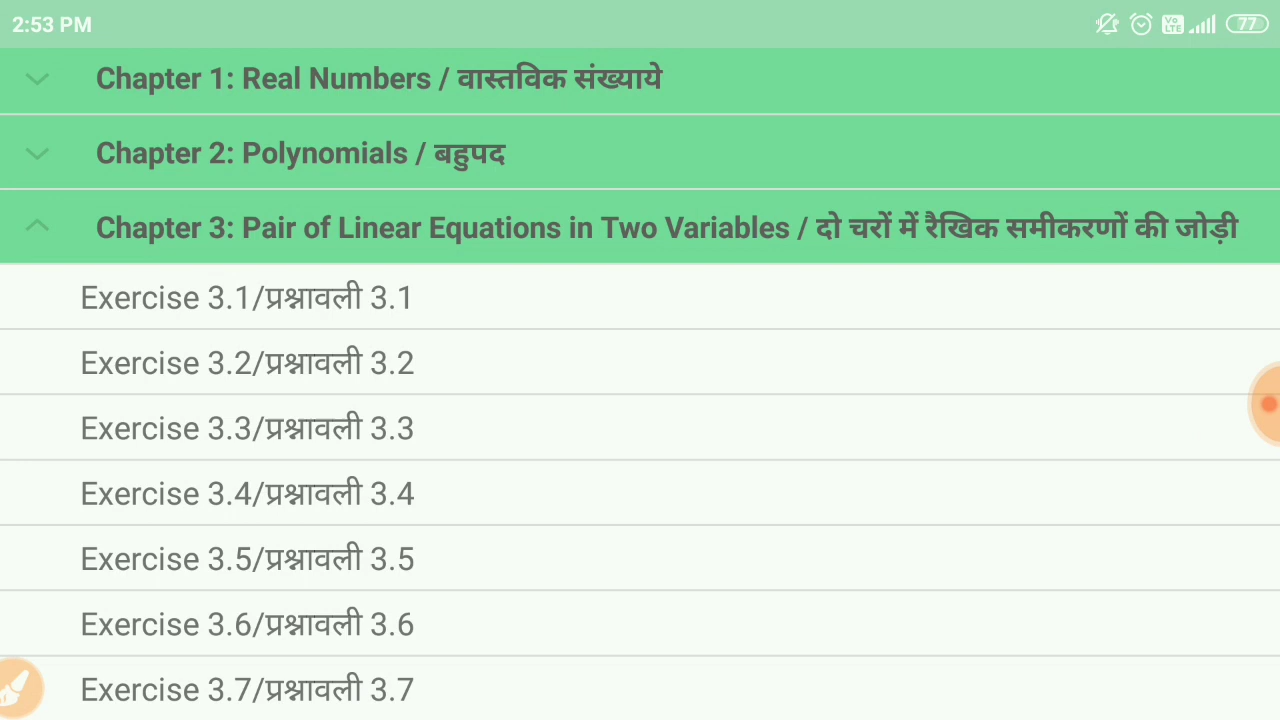 2:53 PM
Vo LTE
77
Chapter 1: Real Numbers / वास्तविक संख्याये
Chapter 2: Polynomials / बहुपद
Chapter 3: Pair of Linear Equations in Two Variables / दो चरों में रैखिक समीकरणों की जोड़ी
Exercise 3.1/प्रश्नावली 3.1
Exercise 3.2/प्रश्नावली 3.2
Exercise 3.3/प्रश्नावली 3.3
Exercise 3.4/प्रश्नावली 3.4
Exercise 3.5/प्रश्नावली 3.5
Exercise 3.6/प्रश्नावली 3.6
Exercise 3.7/प्रश्नावली 3.7